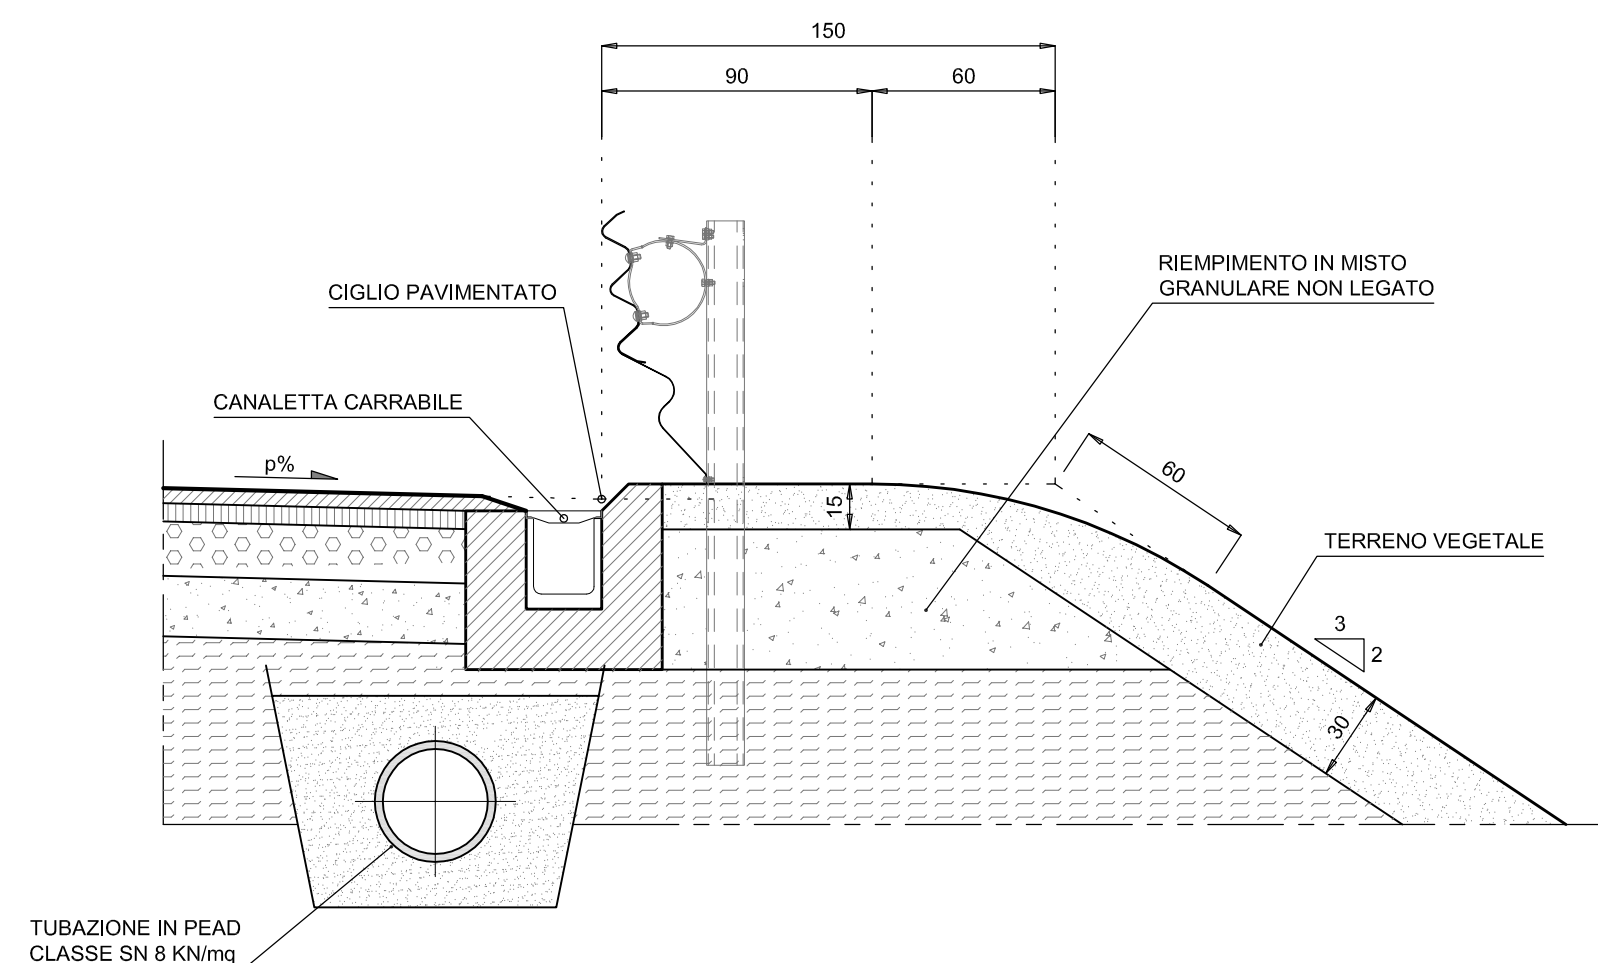 150
90
60
RIEMPIMENTO IN MISTO
GRANULARE NON LEGATO
CIGLIO PAVIMENTATO
CANALETTA CARRABILE
p%
60
15
TERRENO VEGETALE
3
2
30
TUBAZIONE IN PEAD
CLASSE SN 8 KN/mq